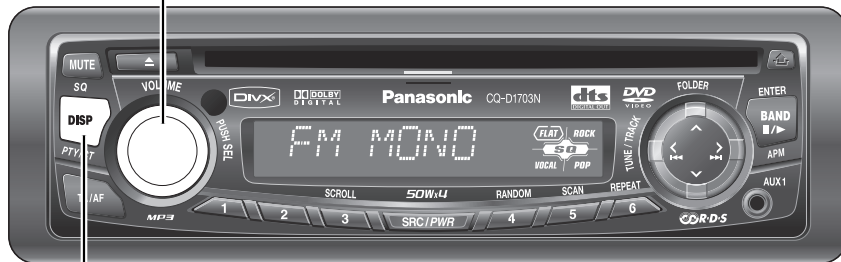 MUTE
SQ
VOLUME
DISP
PTY/CT
TA/AF
MP3
PUSH SEL
DIVX
DOLBY
DIGITAL
Panasonic CQ-D1703N
dts
DIGITAL OUT
DVD
VIDEO
FM MONO
FLAT ROCK
SQ
VOCAL POP
TUNE / TRACK
FOLDER
ENTER
BAND
APM
AUX1
SCROLL 50W×4 RANDOM SCAN REPEAT
1 2 3 SRC/PWR 4 5 6
R·D·S